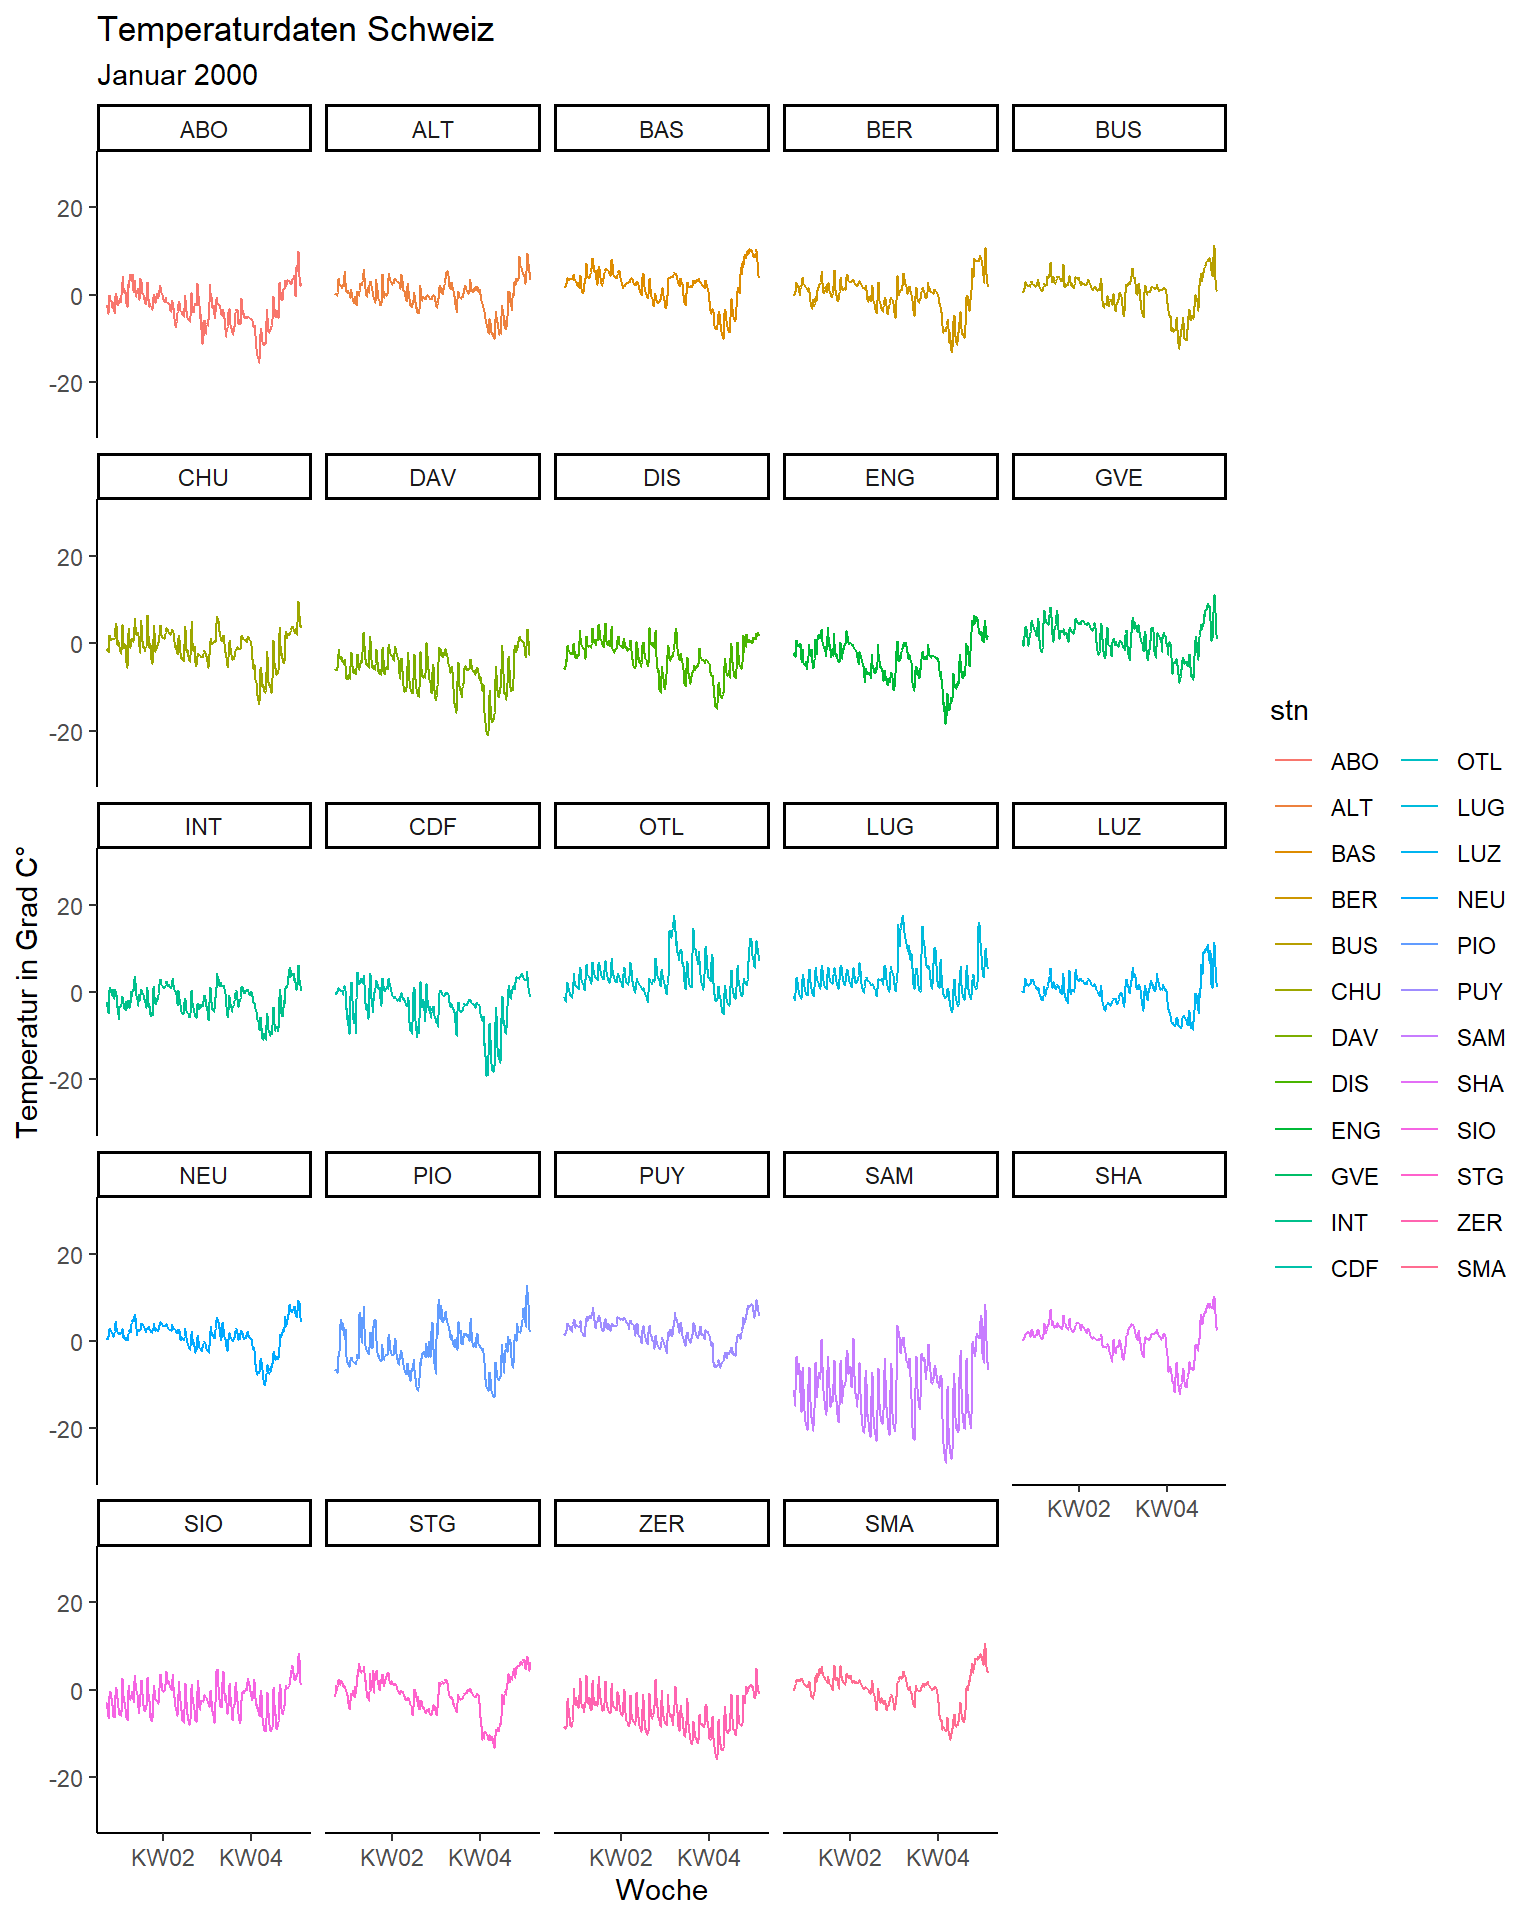 Temperaturdaten Schweiz
Januar 2000
ABO ALT BAS BER BUS
20
0
-20
CHU DAV DIS ENG GVE
20
0
-20
INT CDF OTL LUG LUZ
20
0
-20
NEU PIO PUY SAM SHA
20
0
-20
KW02 KW04
SIO STG ZER SMA
20
0
-20
KW02 KW04 KW02 KW04 KW02 KW04 KW02 KW04
Woche
Temperatur in Grad C°
stn
ABO OTL
ALT LUG
BAS LUZ
BER NEU
BUS PIO
CHU PUY
DAV SAM
DIS SHA
ENG SIO
GVE STG
INT ZER
CDF SMA